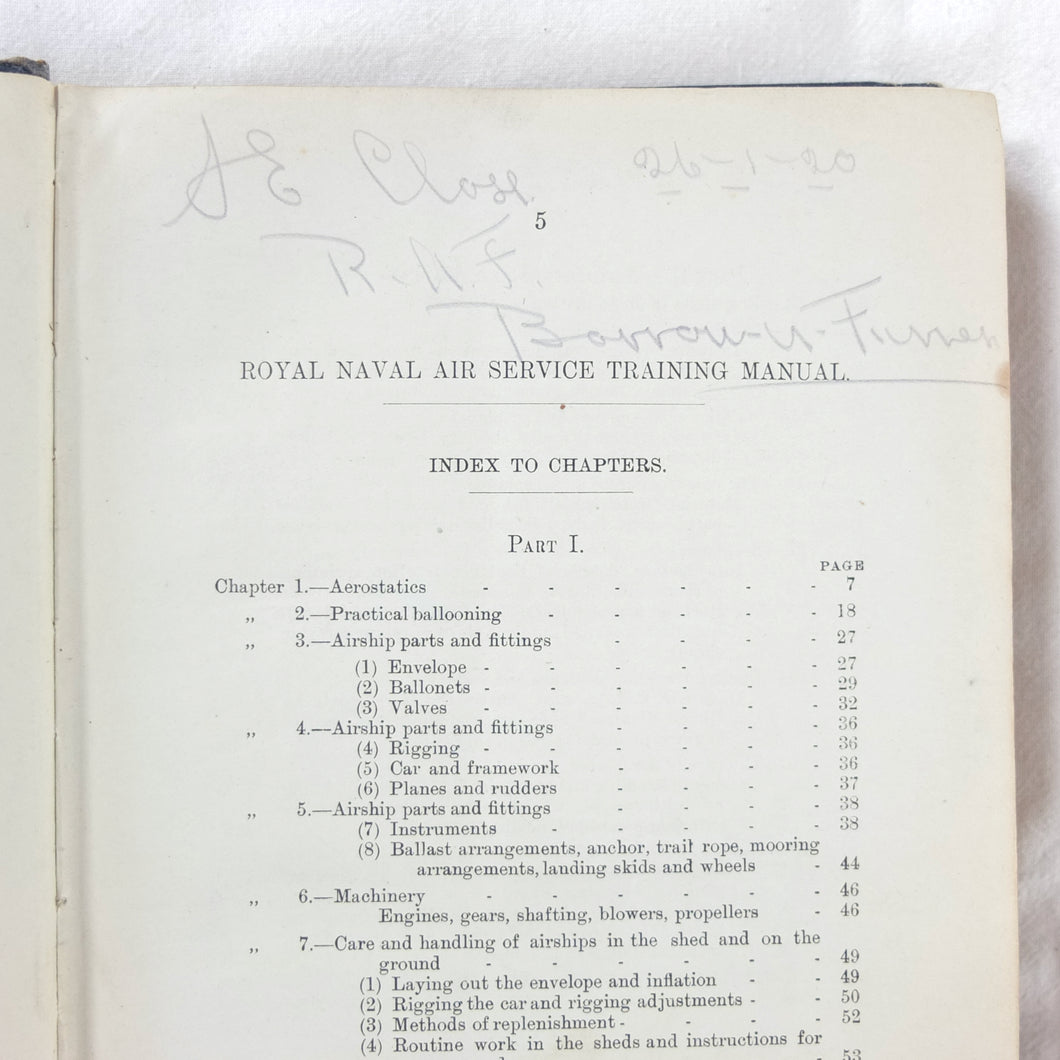 A E Close 26-1-20
5
R.A.F.
Barrow-in-Furness
ROYAL NAVAL AIR SERVICE TRAINING MANUAL.
INDEX TO CHAPTERS.
PART I.
PAGE
Chapter 1.—Aerostatics - - - - - - 7
„ 2.—Practical ballooning - - - - - 18
„ 3.—Airship parts and fittings - - - - 27
(1) Envelope - - - - - - 27
(2) Ballonets - - - - - - 29
(3) Valves - - - - - - 32
„ 4.—Airship parts and fittings - - - - 36
(4) Rigging - - - - - - 36
(5) Car and framework - - - - 36
(6) Planes and rudders - - - - 37
„ 5.—Airship parts and fittings - - - - 38
(7) Instruments - - - - - 38
(8) Ballast arrangements, anchor, trail rope, mooring
arrangements, landing skids and wheels - 44
„ 6.—Machinery - - - - - - 46
Engines, gears, shafting, blowers, propellers - 46
„ 7.—Care and handling of airships in the shed and on the
ground - - - - - - 49
(1) Laying out the envelope and inflation - - 49
(2) Rigging the car and rigging adjustments - - 50
(3) Methods of replenishment - - - - 52
(4) Routine work in the sheds and instructions for
- 53